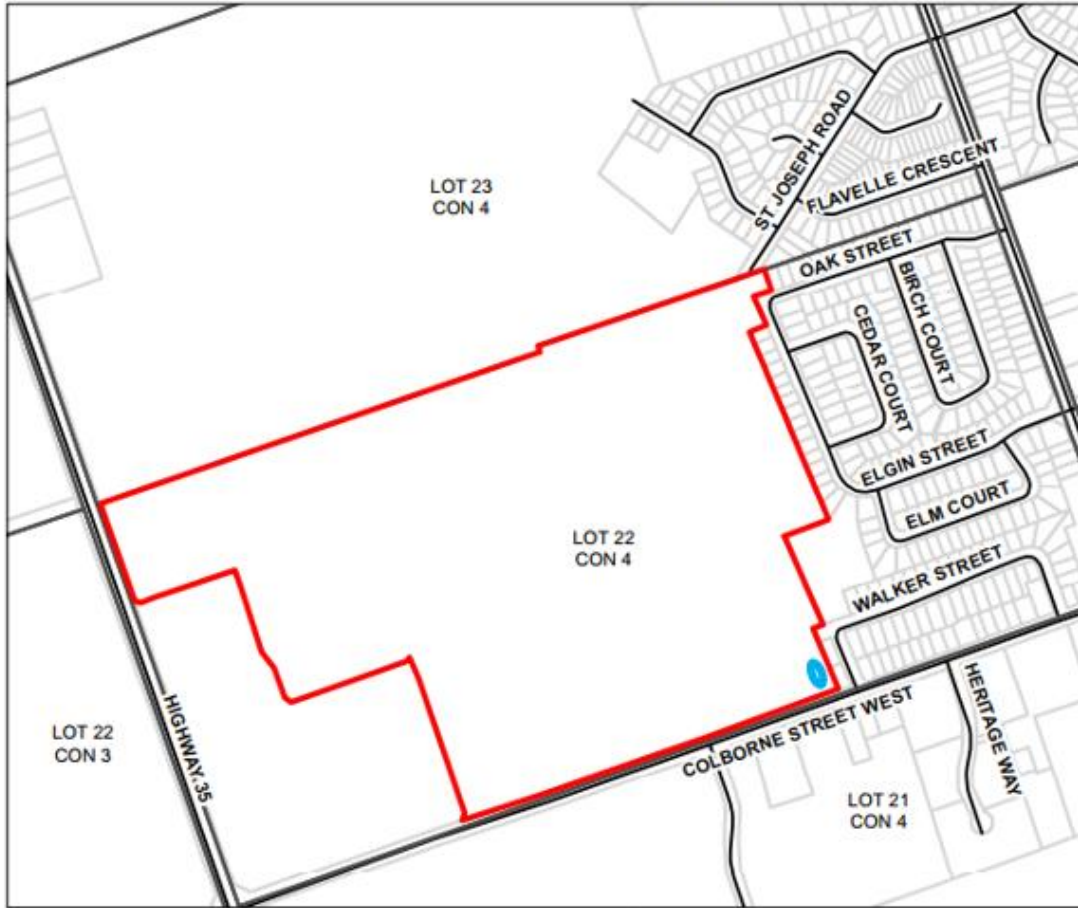 ST JOSEPH ROAD
FLAVELLE CRESCENT
LOT 23
CON 4
OAK STREET
BIRCH COURT
CEDAR COURT
ELGIN STREET
ELM COURT
LOT 22
CON 4
WALKER STREET
HERITAGE WAY
HIGHWAY 35
LOT 22
CON 3
COLBORNE STREET WEST
LOT 21
CON 4